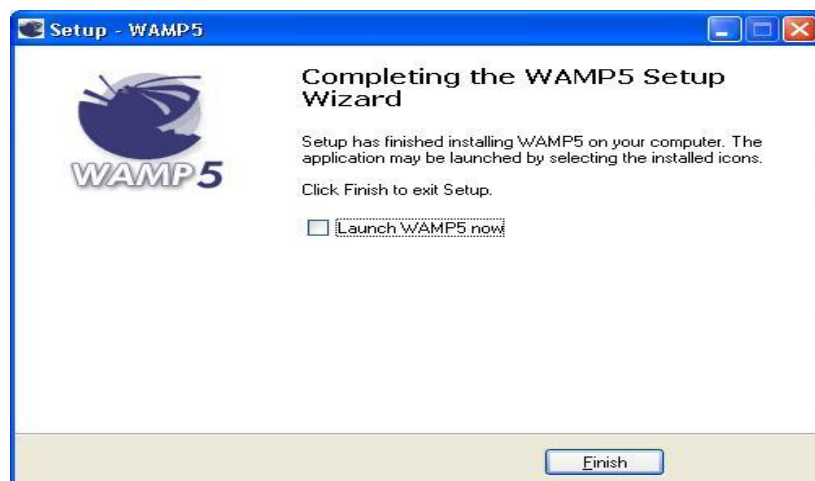 Setup - WAMP5
WAMP5
Completing the WAMP5 Setup
Wizard
Setup has finished installing WAMP5 on your computer. The
application may be launched by selecting the installed icons.
Click Finish to exit Setup.
Launch WAMP5 now
Finish